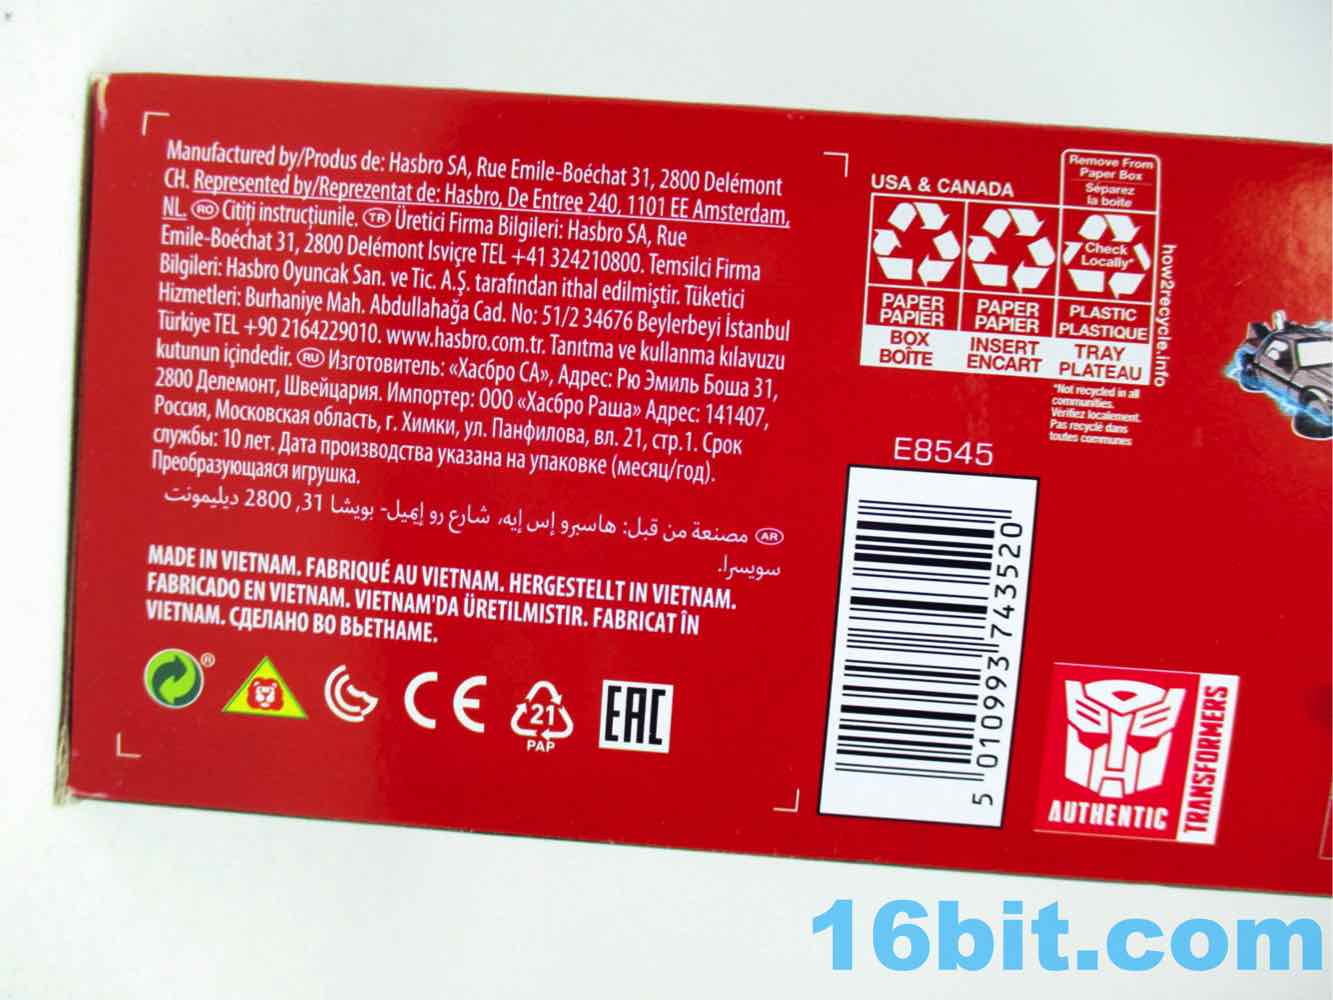 Manufactured by/Produs de: Hasbro SA, Rue Emile-Boéchat 31, 2800 Delémont
CH. Represented by/Reprezentat de: Hasbro, De Entree 240, 1101 EE Amsterdam,
NL. RO Citiți instrucțiunile. TR Üretici Firma Bilgileri: Hasbro SA, Rue
Emile-Boéchat 31, 2800 Delémont Isviçre TEL +41 324210800. Temsilci Firma
Bilgileri: Hasbro Oyuncak San. ve Tic. A.Ş. tarafından ithal edilmiştir. Tüketici
Hizmetleri: Burhaniye Mah. Abdullahağa Cad. No: 51/2 34676 Beylerbeyi İstanbul
Türkiye TEL +90 2164229010. www.hasbro.com.tr. Tanıtma ve kullanma kılavuzu
kutunun içindedir. RU Изготовитель: «Хасбро СА», Адрес: Рю Эмиль Боша 31,
2800 Делемонт, Швейцария. Импортер: ООО «Хасбро Раша» Адрес: 141407,
Россия, Московская область, г. Химки, ул. Панфилова, вл. 21, стр.1. Срок
службы: 10 лет. Дата производства указана на упаковке (месяц/год).
Преобразующаяся игрушка.
AR مصنعة من قبل: هاسبرو إس إيه، شارع رو إيميل- بويشا 31, 2800 ديليمونت
سويسرا.
MADE IN VIETNAM. FABRIQUÉ AU VIETNAM. HERGESTELLT IN VIETNAM.
FABRICADO EN VIETNAM. VIETNAM'DA ÜRETILMISTIR. FABRICAT ÎN
VIETNAM. СДЕЛАНО ВО ВЬЕТНАМЕ.
®
CE
21
PAP
EAC
USA & CANADA
Remove From
Paper Box
Séparez
la boîte
Check
Locally*
PAPER
PAPIER
BOX
BOÎTE
PAPER
PAPIER
INSERT
ENCART
PLASTIC
PLASTIQUE
TRAY
PLATEAU
how2recycle.info
*Not recycled in all
communities.
Vérifiez localement.
Pas recyclé dans
toutes communes
E8545
5 010993 743520
AUTHENTIC
TRANSFORMERS
16bit.com